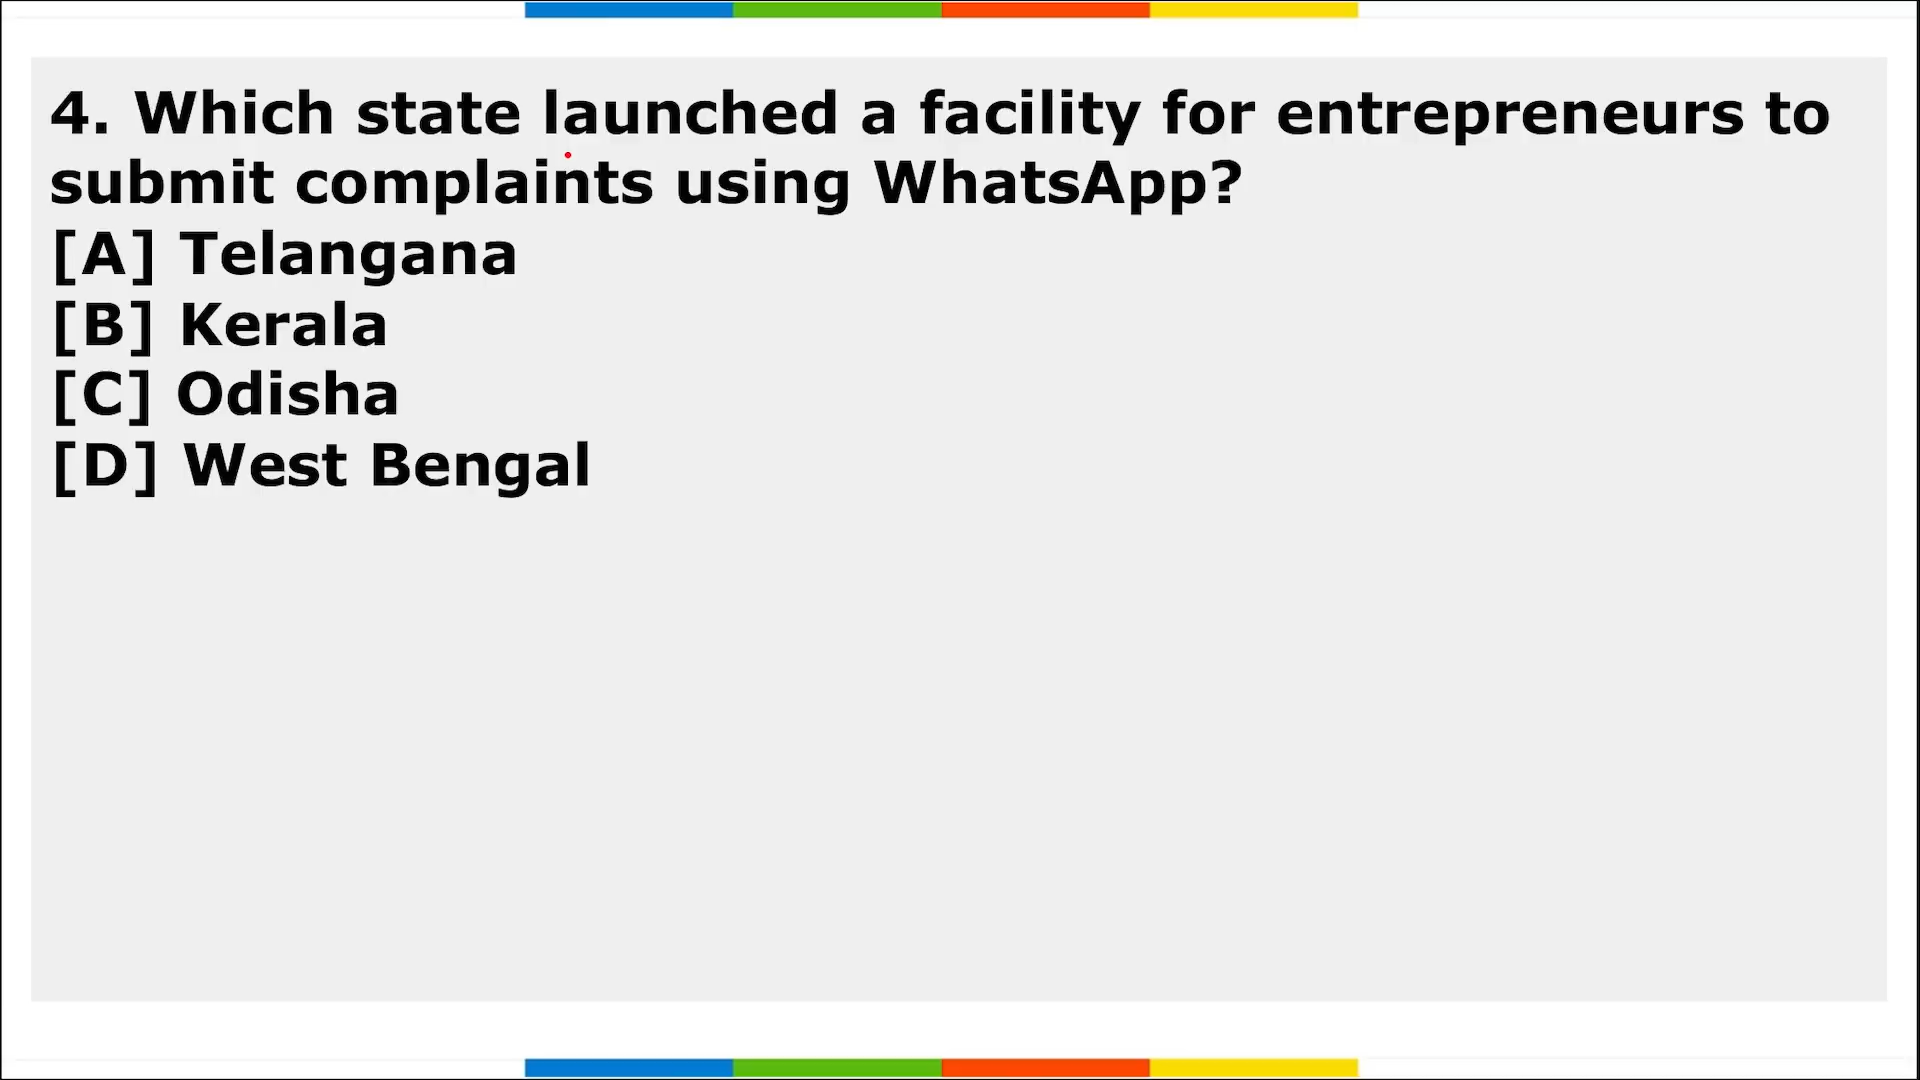 4. Which state launched a facility for entrepreneurs to
submit complaints using WhatsApp?
[A] Telangana
[B] Kerala
[C] Odisha
[D] West Bengal